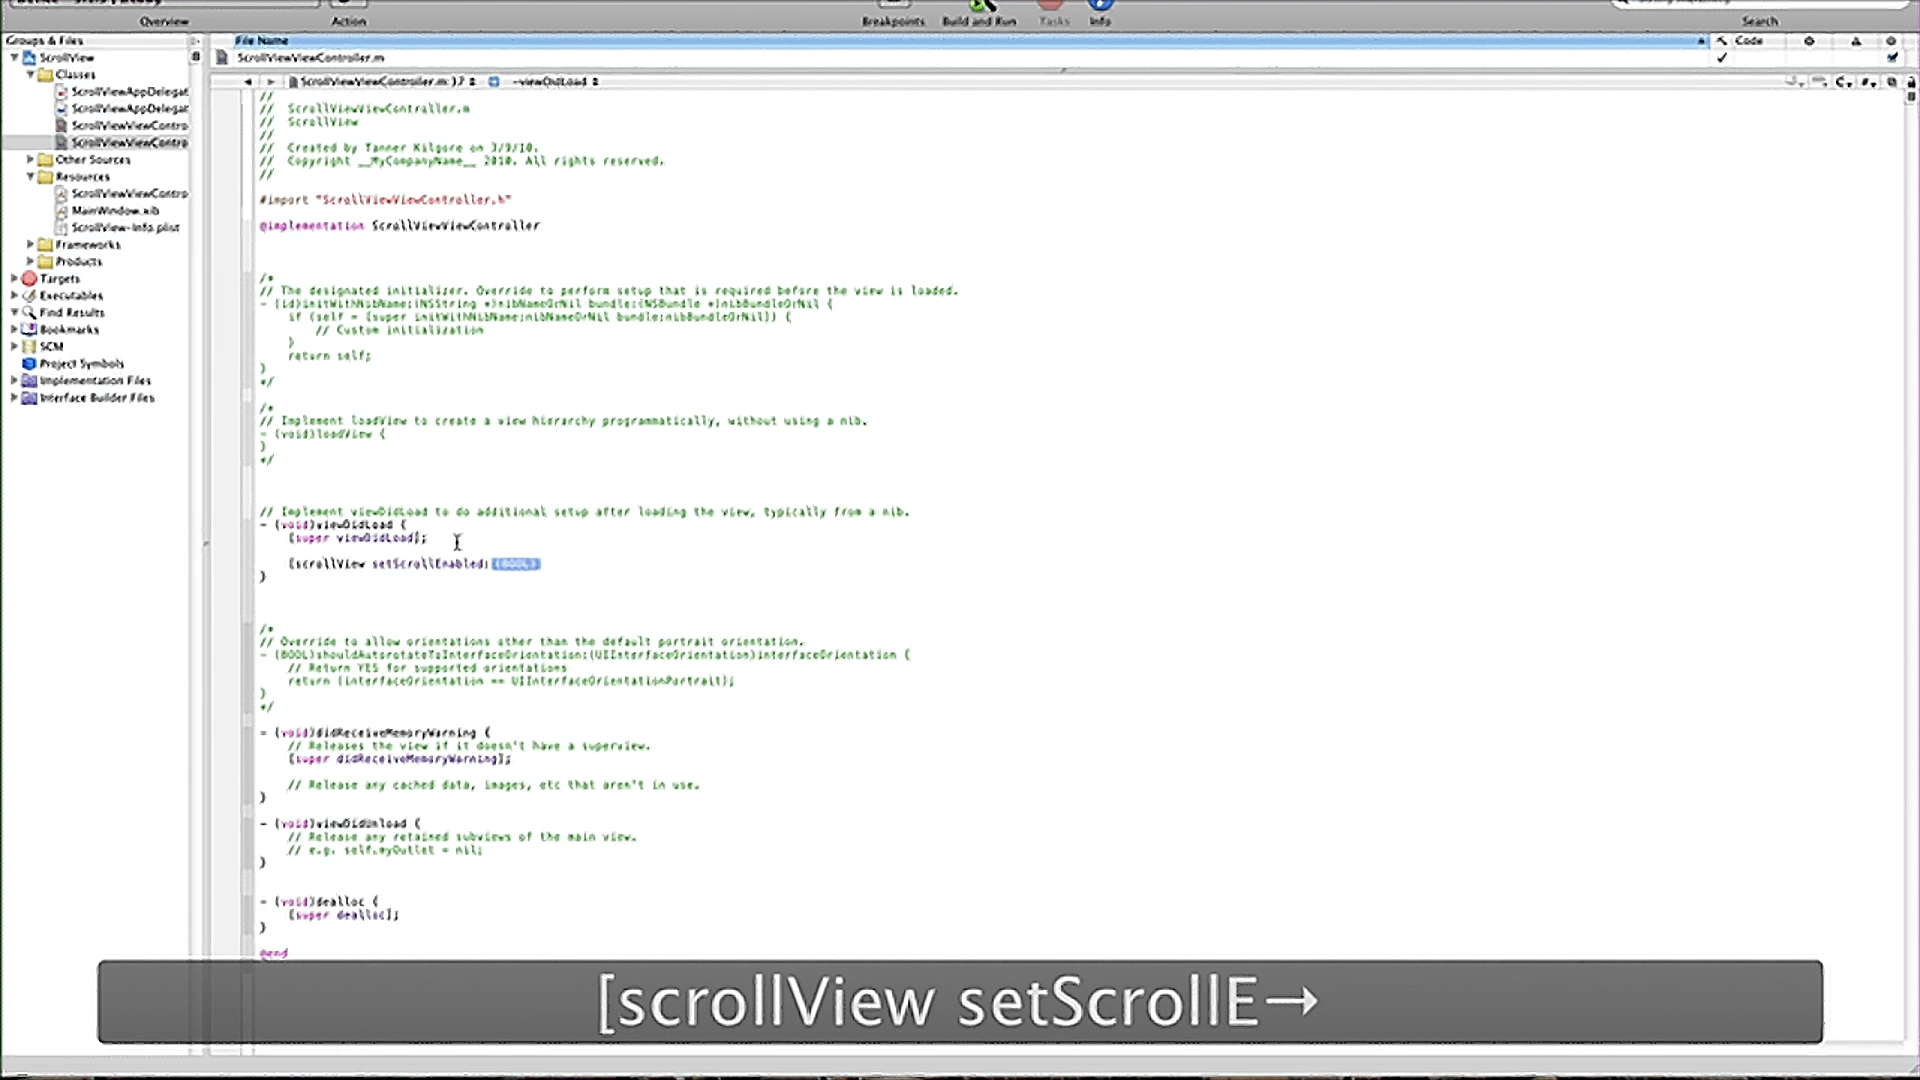 Overview
Action
Breakpoints
Build and Run
Tasks
Info
Search
Groups & Files
File Name
Code
ScrollView
Classes
ScrollViewAppDelegat
ScrollViewAppDelegat
ScrollViewViewContro
ScrollViewViewContro
Other Sources
Resources
ScrollViewViewContro
MainWindow.xib
ScrollView-Info.plist
Frameworks
Products
Targets
Executables
Find Results
Bookmarks
SCM
Project Symbols
Implementation Files
Interface Builder Files
ScrollViewViewController.m
ScrollViewViewController.m:37
-viewDidLoad
//
// ScrollViewViewController.m
// ScrollView
//
// Created by Tanner Kilgore on 3/9/10.
// Copyright __MyCompanyName__ 2010. All rights reserved.
//
#import "ScrollViewViewController.h"
@implementation ScrollViewViewController
/*
// The designated initializer. Override to perform setup that is required before the view is loaded.
- (id)initWithNibName:(NSString *)nibNameOrNil bundle:(NSBundle *)nibBundleOrNil {
if (self = [super initWithNibName:nibNameOrNil bundle:nibBundleOrNil]) {
// Custom initialization
}
return self;
}
*/
/*
// Implement loadView to create a view hierarchy programmatically, without using a nib.
- (void)loadView {
}
*/
// Implement viewDidLoad to do additional setup after loading the view, typically from a nib.
- (void)viewDidLoad {
[super viewDidLoad];
[scrollView setScrollEnabled:(BOOL)
}
/*
// Override to allow orientations other than the default portrait orientation.
- (BOOL)shouldAutorotateToInterfaceOrientation:(UIInterfaceOrientation)interfaceOrientation {
// Return YES for supported orientations
return (interfaceOrientation == UIInterfaceOrientationPortrait);
}
*/
- (void)didReceiveMemoryWarning {
// Releases the view if it doesn't have a superview.
[super didReceiveMemoryWarning];
// Release any cached data, images, etc that aren't in use.
}
- (void)viewDidUnload {
// Release any retained subviews of the main view.
// e.g. self.myOutlet = nil;
}
- (void)dealloc {
[super dealloc];
}
@end
[scrollView setScrollE→